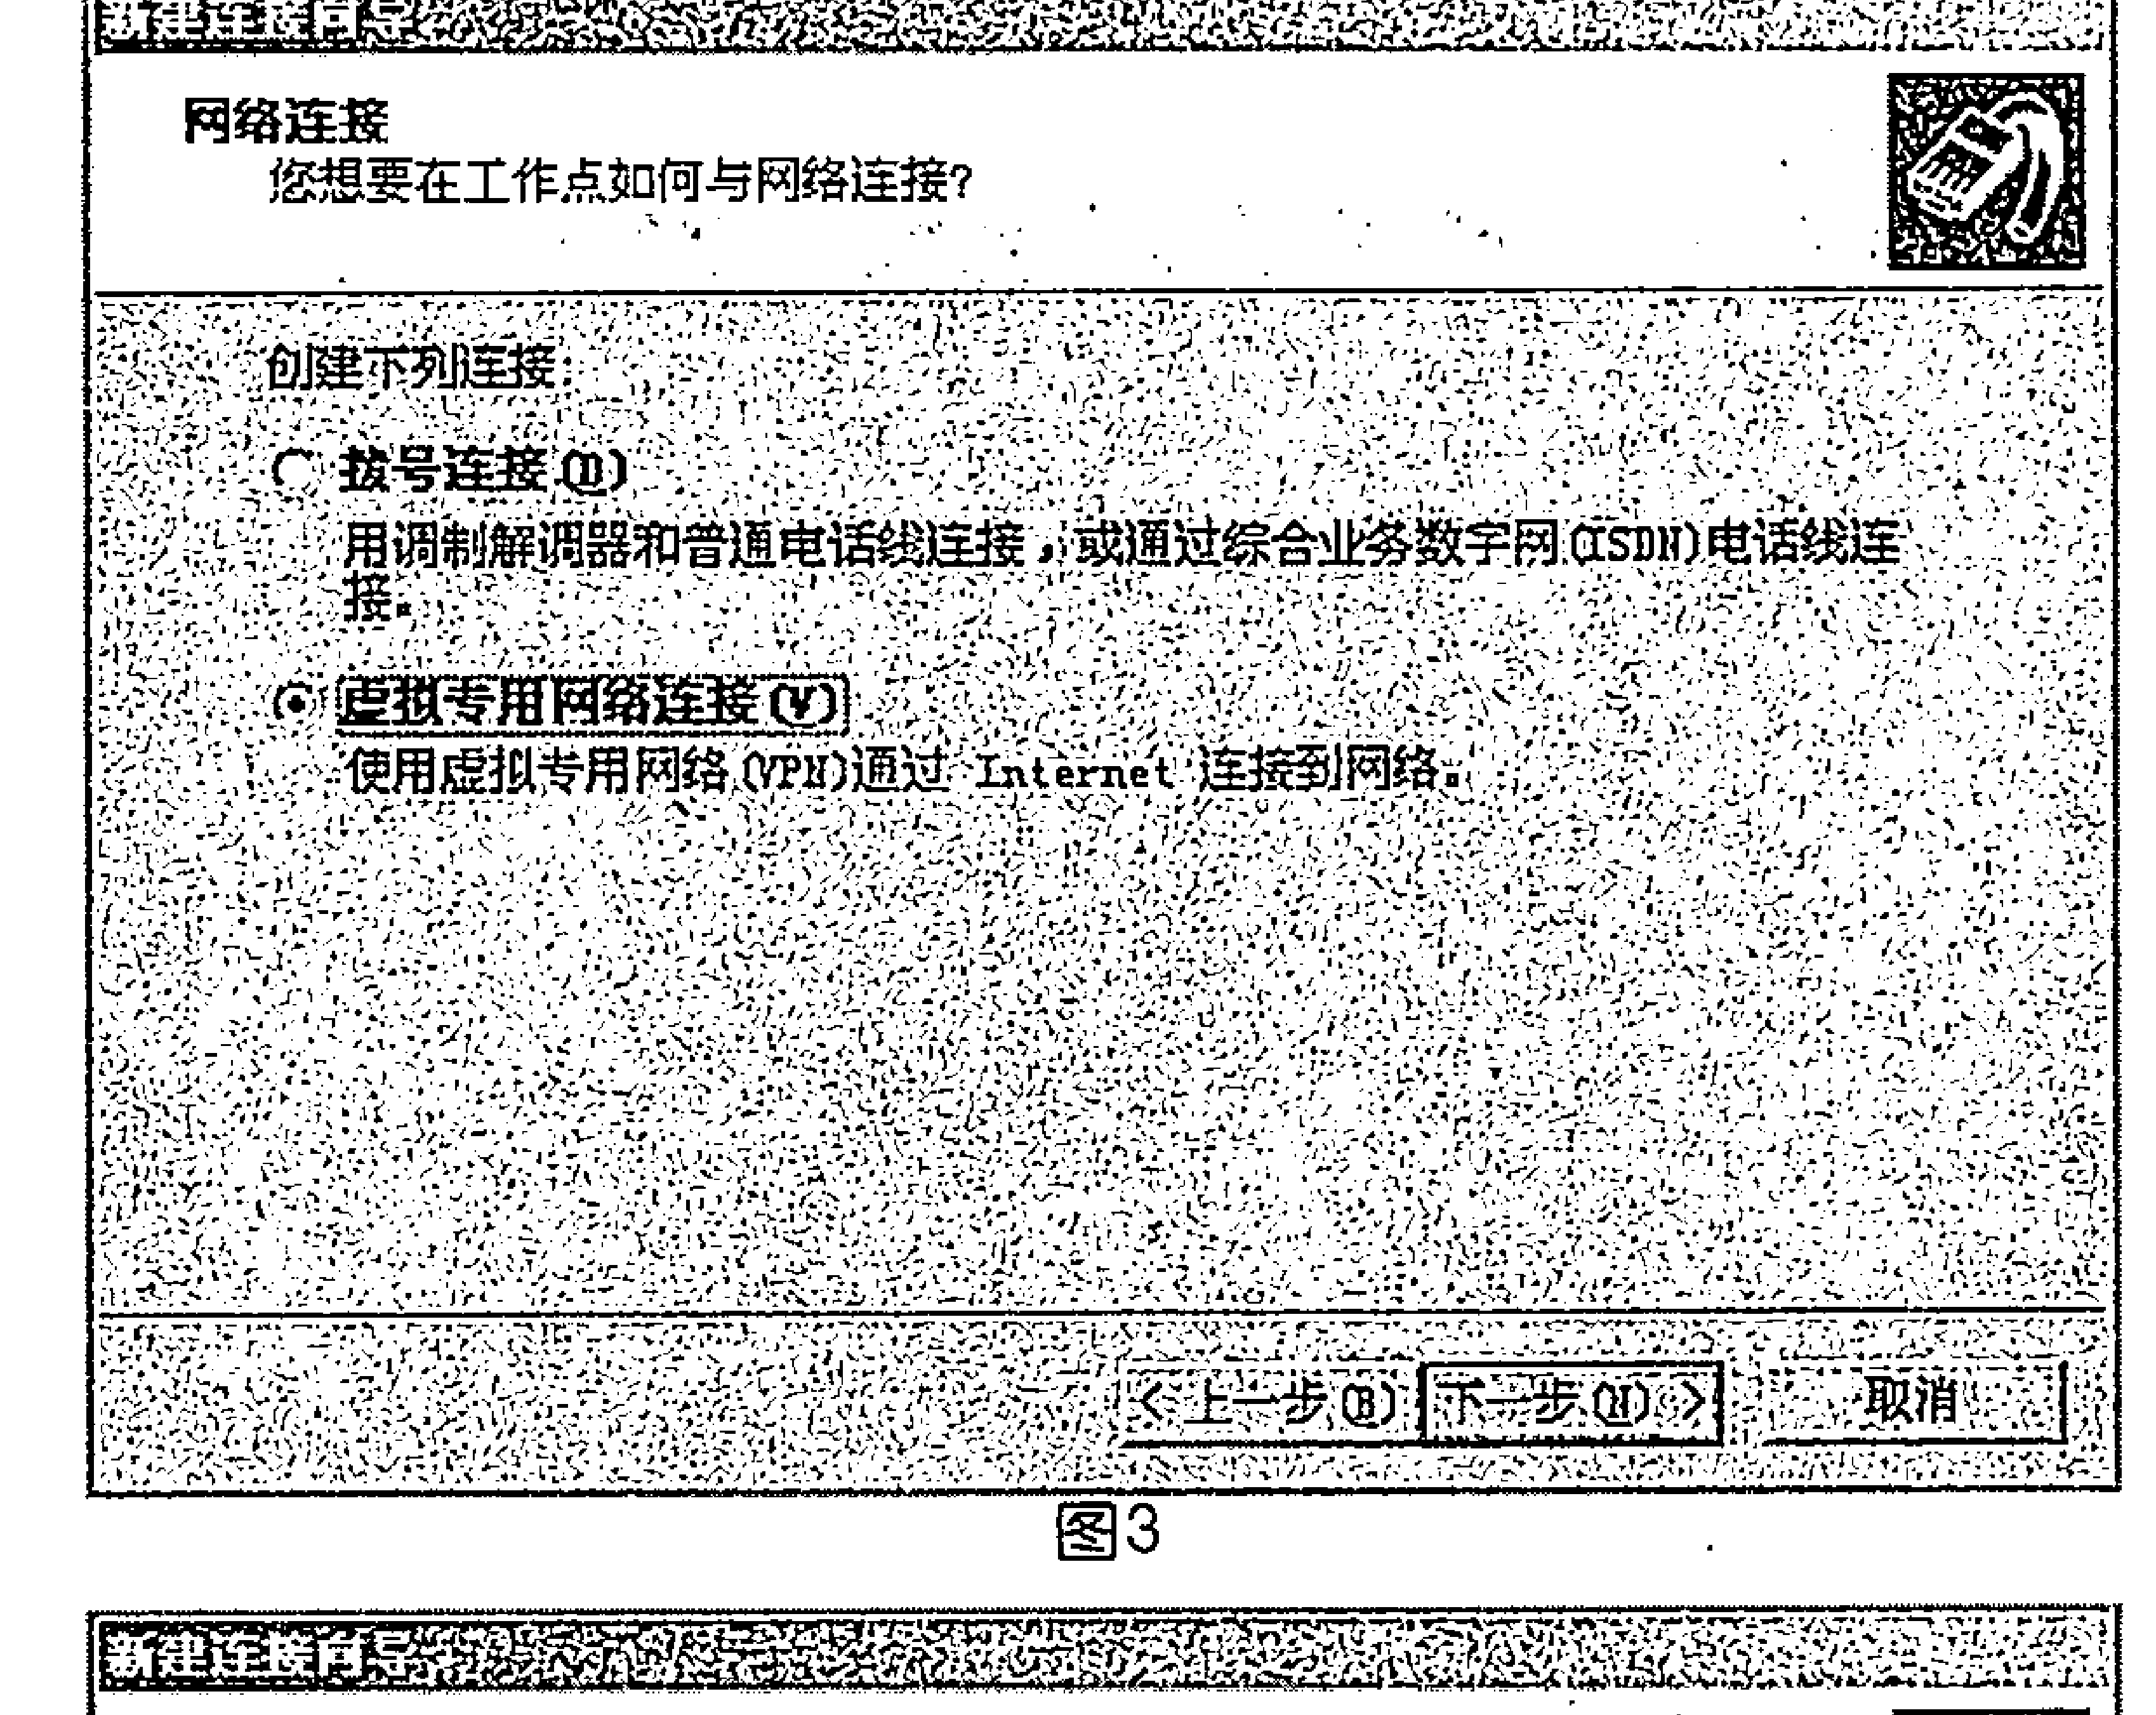 新建连接向导
网络连接
您想要在工作点如何与网络连接?
创建下列连接:
拨号连接(D)
用调制解调器和普通电话线连接，或通过综合业务数字网(ISDN)电话线连
接。
虚拟专用网络连接(V)
使用虚拟专用网络(VPN)通过 Internet 连接到网络。
< 上一步(B)
下一步(N) >
取消
图3
新建连接向导